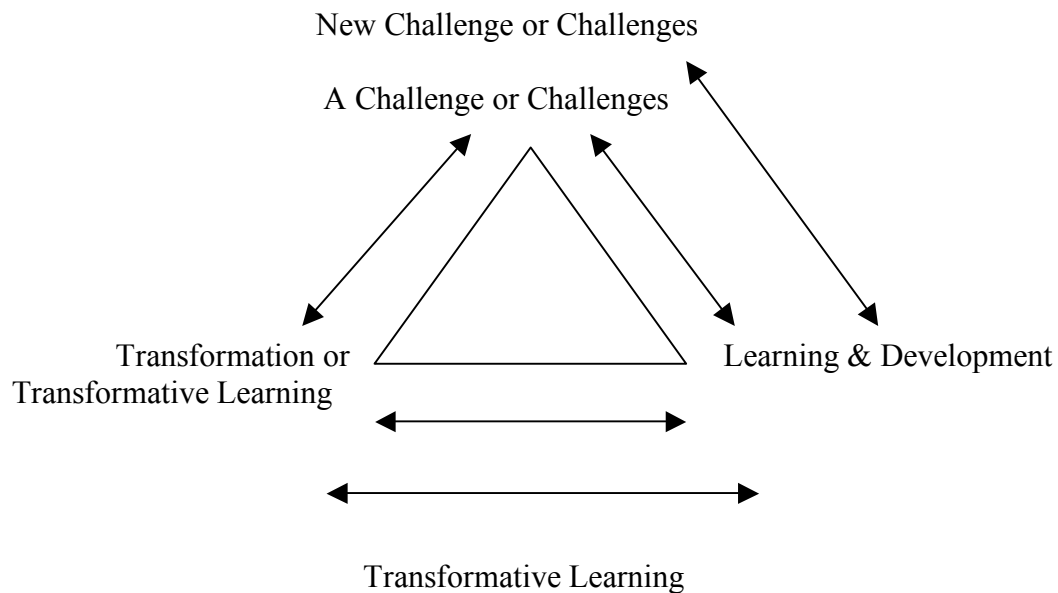 New Challenge or Challenges
A Challenge or Challenges
Transformation or
Transformative Learning
Learning & Development
Transformative Learning